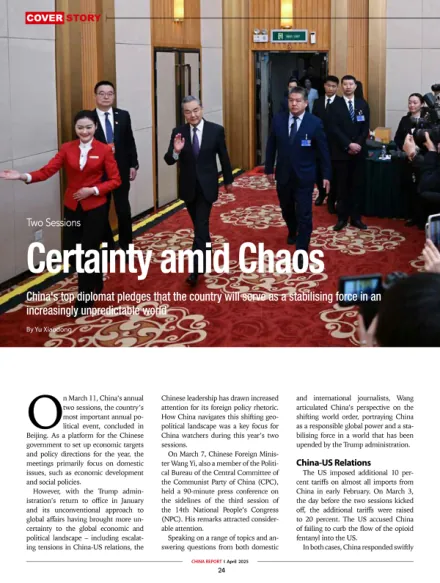 COVER STORY
Two Sessions
Certainty amid Chaos
China's top diplomat pledges that the country will serve as a stabilising force in an
increasingly unpredictable world
By Yu Xiaodong
On March 11, China's annual
two sessions, the country's
most important annual po-
litical event, concluded in
Beijing. As a platform for the Chinese
government to set up economic targets
and policy directions for the year, the
meetings primarily focus on domestic
issues, such as economic development
and social policies.
However, with the Trump admin-
istration's return to office in January
and its unconventional approach to
global affairs having brought more un-
certainty to the global economic and
political landscape – including escalat-
ing tensions in China-US relations, the
Chinese leadership has drawn increased
attention for its foreign policy rhetoric.
How China navigates this shifting geo-
political landscape was a key focus for
China watchers during this year's two
sessions.
On March 7, Chinese Foreign Minis-
ter Wang Yi, also a member of the Politi-
cal Bureau of the Central Committee of
the Communist Party of China (CPC),
held a 90-minute press conference on
the sidelines of the third session of
the 14th National People's Congress
(NPC). His remarks attracted consider-
able attention.
Speaking on a range of topics and an-
swering questions from both domestic
and international journalists, Wang
articulated China's perspective on the
shifting world order, portraying China
as a responsible global power and a sta-
bilising force in a world that has been
upended by the Trump administration.
China-US Relations
The US imposed additional 10 per-
cent tariffs on almost all imports from
China in early February. On March 3,
the day before the two sessions kicked
off, the additional tariffs were raised
to 20 percent. The US accused China
of failing to curb the flow of the opioid
fentanyl into the US.
In both cases, China responded swiftly
CHINA REPORT I April 2025
24